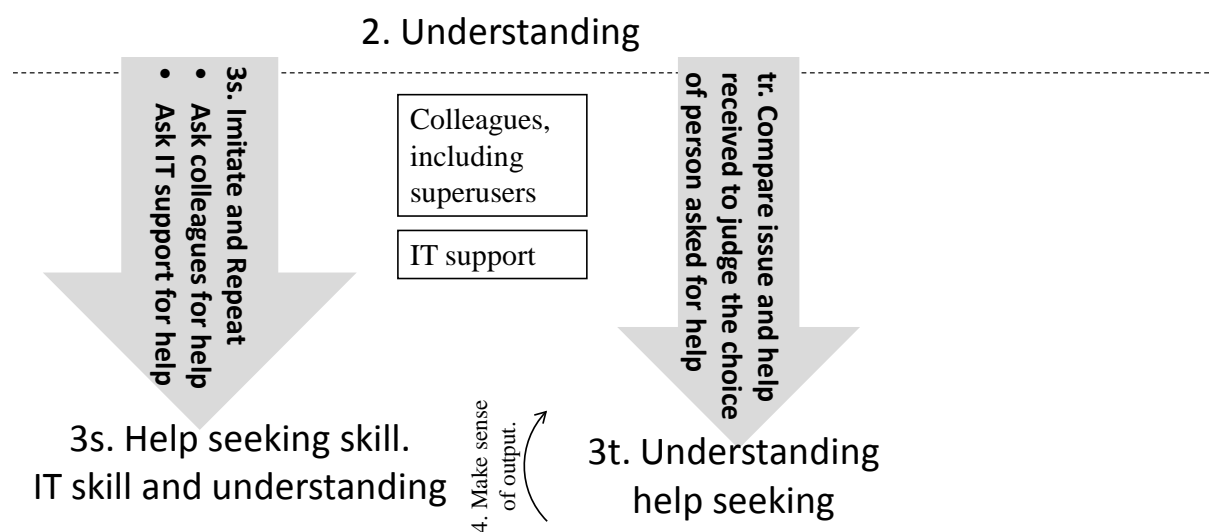 2. Understanding
3s. Imitate and Repeat
• Ask colleagues for help
• Ask IT support for help
Colleagues,
including
superusers
IT support
tr. Compare issue and help
received to judge the choice
of person asked for help
3s. Help seeking skill.
IT skill and understanding
4. Make sense
of output.
3t. Understanding
help seeking